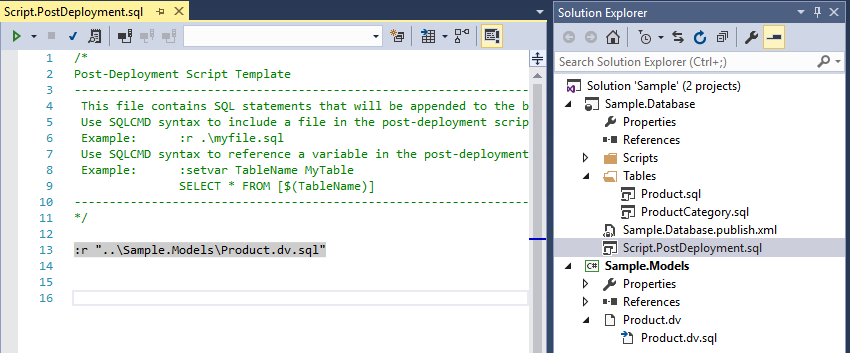 Script.PostDeployment.sql
1 /*
2 Post-Deployment Script Template
3 --------------------------------------------------------------------------------------
4 This file contains SQL statements that will be appended to the b
5 Use SQLCMD syntax to include a file in the post-deployment scrip
6 Example: :r .\myfile.sql
7 Use SQLCMD syntax to reference a variable in the post-deployment
8 Example: :setvar TableName MyTable
9 SELECT * FROM [$(TableName)]
10 --------------------------------------------------------------------------------------
11 */
12
13 :r "..\Sample.Models\Product.dv.sql"
14
15
16
Solution Explorer
Search Solution Explorer (Ctrl+;)
Solution 'Sample' (2 projects)
Sample.Database
Properties
References
Scripts
Tables
Product.sql
ProductCategory.sql
Sample.Database.publish.xml
Script.PostDeployment.sql
C# Sample.Models
Properties
References
Product.dv
Product.dv.sql